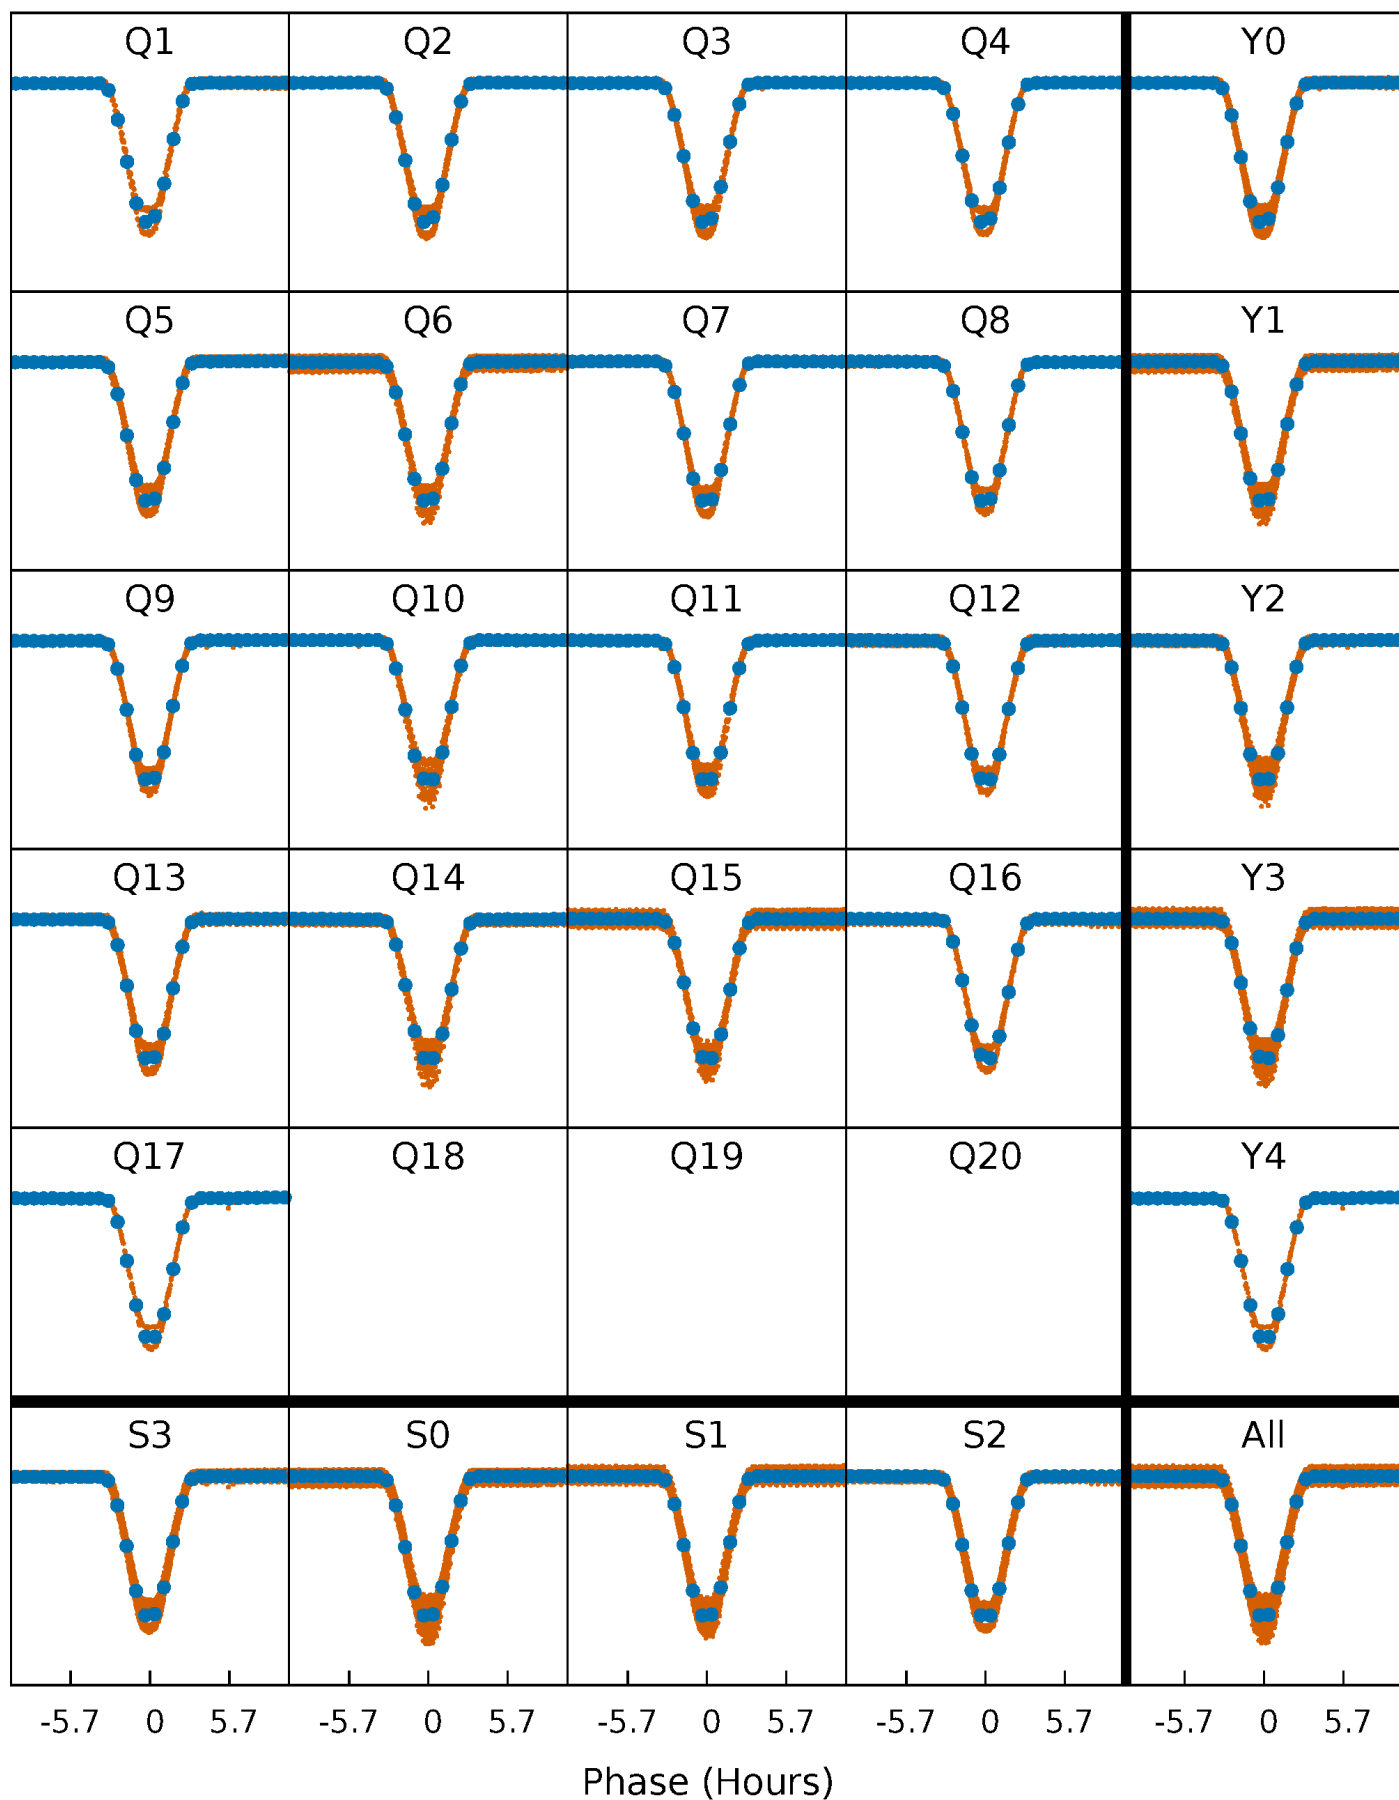 Q1 Q2 Q3 Q4 Y0
Q5 Q6 Q7 Q8 Y1
Q9 Q10 Q11 Q12 Y2
Q13 Q14 Q15 Q16 Y3
Q17 Q18 Q19 Q20 Y4
S3 S0 S1 S2 All
-5.7 0 5.7 -5.7 0 5.7 -5.7 0 5.7 -5.7 0 5.7 -5.7 0 5.7
Phase (Hours)